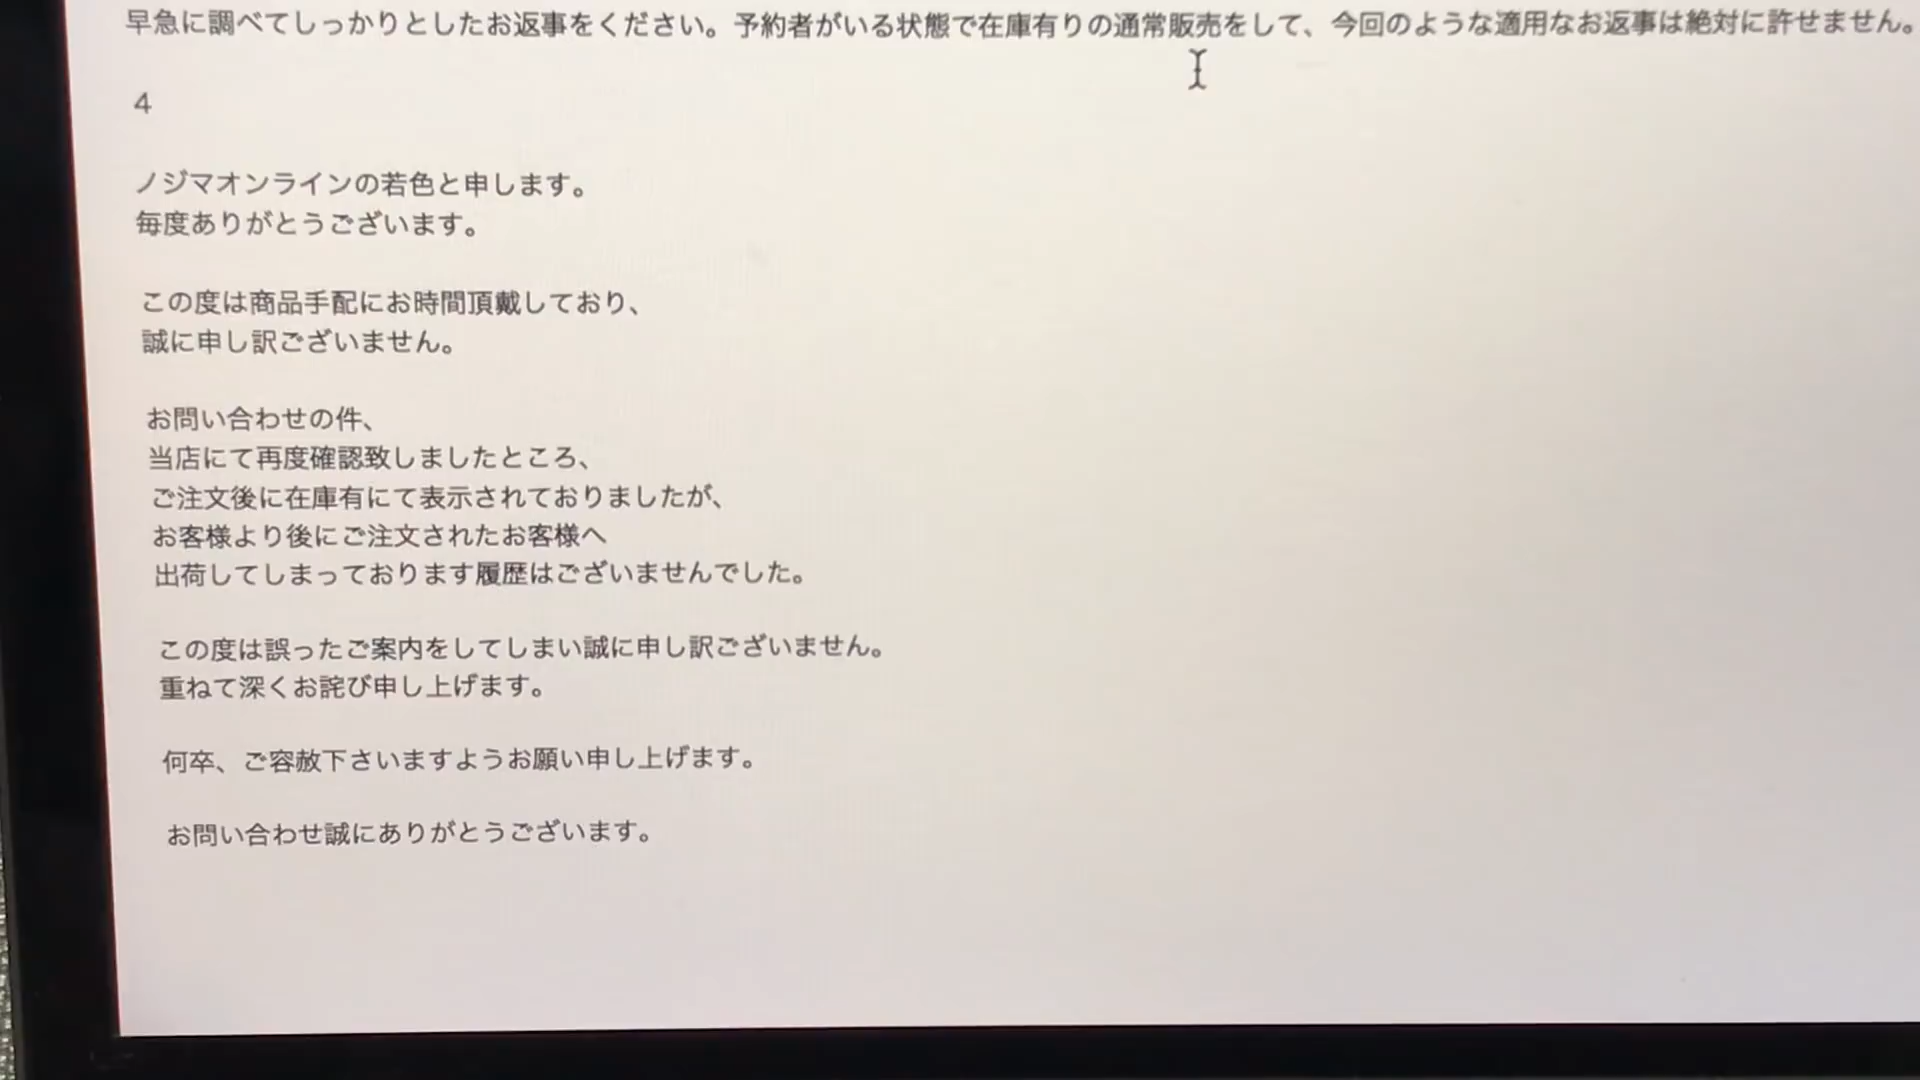 早急に調べてしっかりとしたお返事をください。予約者がいる状態で在庫有りの通常販売をして、今回のような適用なお返事は絶対に許せません。
4
ノジマオンラインの若色と申します。
毎度ありがとうございます。
この度は商品手配にお時間頂戴しており、
誠に申し訳ございません。
お問い合わせの件、
当店にて再度確認致しましたところ、
ご注文後に在庫有にて表示されておりましたが、
お客様より後にご注文されたお客様へ
出荷してしまっております履歴はございませんでした。
この度は誤ったご案内をしてしまい誠に申し訳ございません。
重ねて深くお詫び申し上げます。
何卒、ご容赦下さいますようお願い申し上げます。
お問い合わせ誠にありがとうございます。